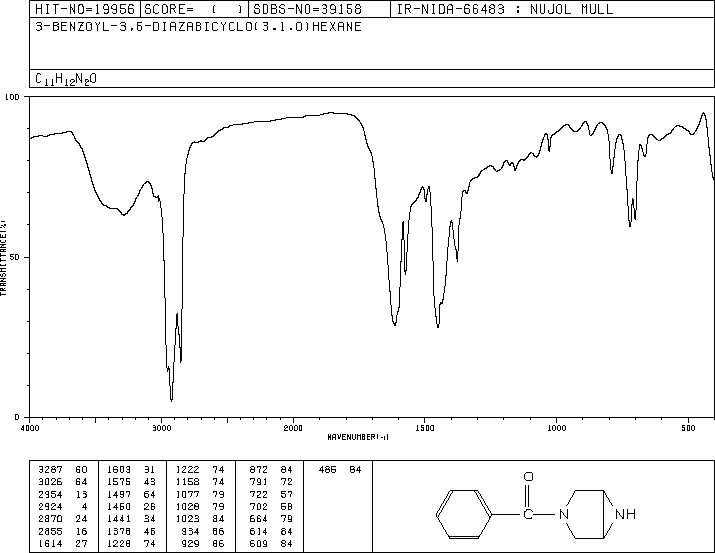 HIT-NO=19956 SCORE= ( ) SDBS-NO=39158 IR-NIDA-66483 : NUJOL MULL
3-BENZOYL-3,6-DIAZABICYCLO(3.1.0)HEXANE
C11H12N2O
100
50
0
TRANSMITTANCE(%)
4000 3000 2000 1500 1000 500
WAVENUMBER(-1)
3287 60 1603 31 1222 74 872 84 486 84
3026 64 1575 43 1158 74 791 72
2954 13 1497 64 1077 79 722 57
2924 4 1460 26 1028 79 702 58
2870 24 1441 34 1023 84 664 79
2855 16 1378 46 934 86 614 84
1614 27 1228 74 929 86 609 84
O
C N NH